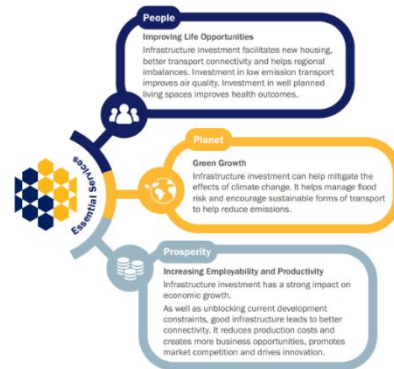 People
Improving Life Opportunities
Infrastructure investment facilitates new housing,
better transport connectivity and helps regional
imbalances. Investment in low emission transport
improves air quality. Investment in well planned
living spaces improves health outcomes.
Essential Services
Planet
Green Growth
Infrastructure investment can help mitigate the
effects of climate change. It helps manage flood
risk and encourage sustainable forms of transport
to help reduce emissions.
Prosperity
Increasing Employability and Productivity
Infrastructure investment has a strong impact on
economic growth.
As well as unblocking current development
constraints, good infrastructure leads to better
connectivity. It reduces production costs and
creates more business opportunities, promotes
market competition and drives innovation.